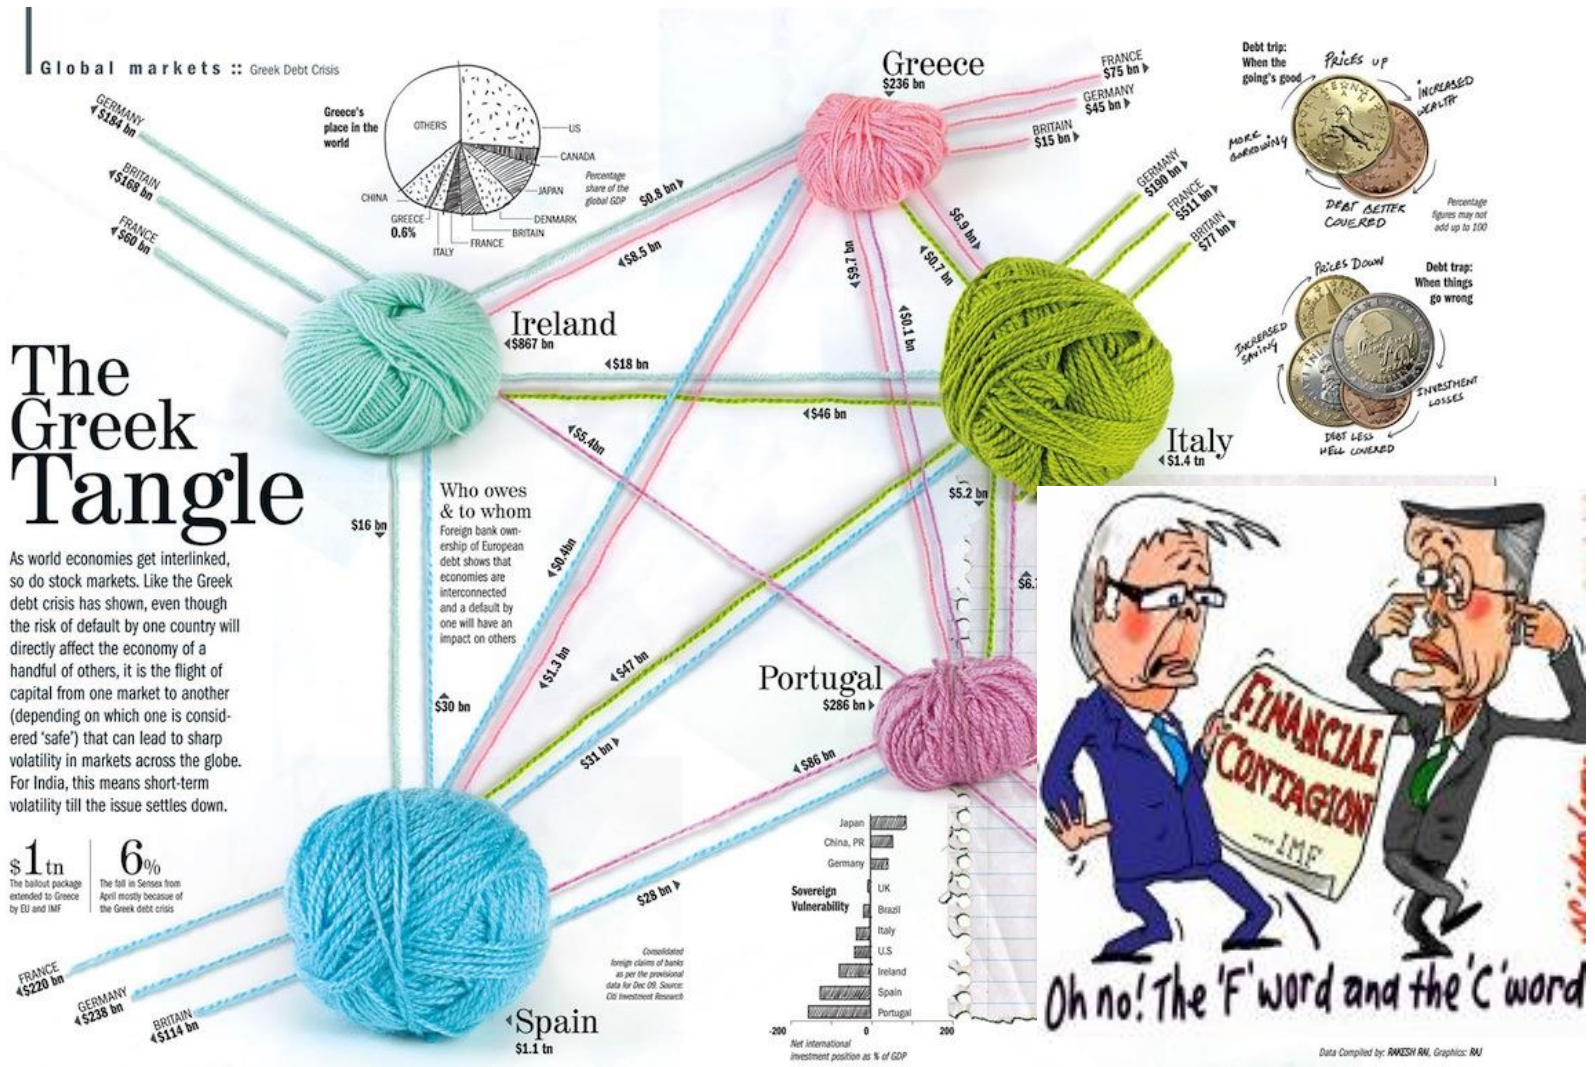 Global markets :: Greek Debt Crisis
The
Greek
Tangle
As world economies get interlinked,
so do stock markets. Like the Greek
debt crisis has shown, even though
the risk of default by one country will
directly affect the economy of a
handful of others, it is the flight of
capital from one market to another
(depending on which one is consid-
ered 'safe') that can lead to sharp
volatility in markets across the globe.
For India, this means short-term
volatility till the issue settles down.
$1tn
The bailout package
extended to Greece
by EU and IMF
6%
The fall in Sensex from
April mostly becasue of
the Greek debt crisis
GERMANY
$184 bn
BRITAIN
$168 bn
FRANCE
$60 bn
Greece's
place in the
world
OTHERS
US
CANADA
JAPAN
DENMARK
BRITAIN
FRANCE
ITALY
GREECE
0.6%
CHINA
Percentage
share of the
global GDP
Greece
$236 bn
FRANCE
$75 bn
GERMANY
$45 bn
BRITAIN
$15 bn
GERMANY
$190 bn
FRANCE
$511 bn
BRITAIN
$77 bn
Debt trip:
When the
going's good
PRICES UP
INCREASED
WEALTH
DEBT BETTER
COVERED
MORE
BORROWING
Percentage
figures may not
add up to 100
Debt trap:
When things
go wrong
PRICES DOWN
INVESTMENT
LOSSES
DEBT LESS
WELL COVERED
INCREASED
SAVING
$0.8 bn
$8.5 bn
$6.9 bn
$0.7 bn
$9.7 bn
$0.1 bn
Ireland
$867 bn
$18 bn
$46 bn
$5.4bn
Italy
$1.4 tn
$5.2 bn
$6.
Who owes
& to whom
Foreign bank own-
ership of European
debt shows that
economies are
interconnected
and a default by
one will have an
impact on others
$16 bn
$30 bn
$0.4bn
$1.3 bn
$47 bn
$31 bn
Portugal
$286 bn
$86 bn
$28 bn
FRANCE
$220 bn
GERMANY
$238 bn
BRITAIN
$114 bn
Spain
$1.1 tn
Consolidated
foreign claims of banks
as per the provisional
data for Dec 09. Source:
Citi Investment Research
Sovereign
Vulnerability
Japan
China, PR
Germany
UK
Brazil
Italy
U.S
Ireland
Spain
Portugal
-200 0 200
Net international
investment position as % of GDP
FINANCIAL
CONTAGION
IMF
Oh no! The 'F' word and the 'C' word
Data Compiled by: RAKESH RAI, Graphics: RAJ